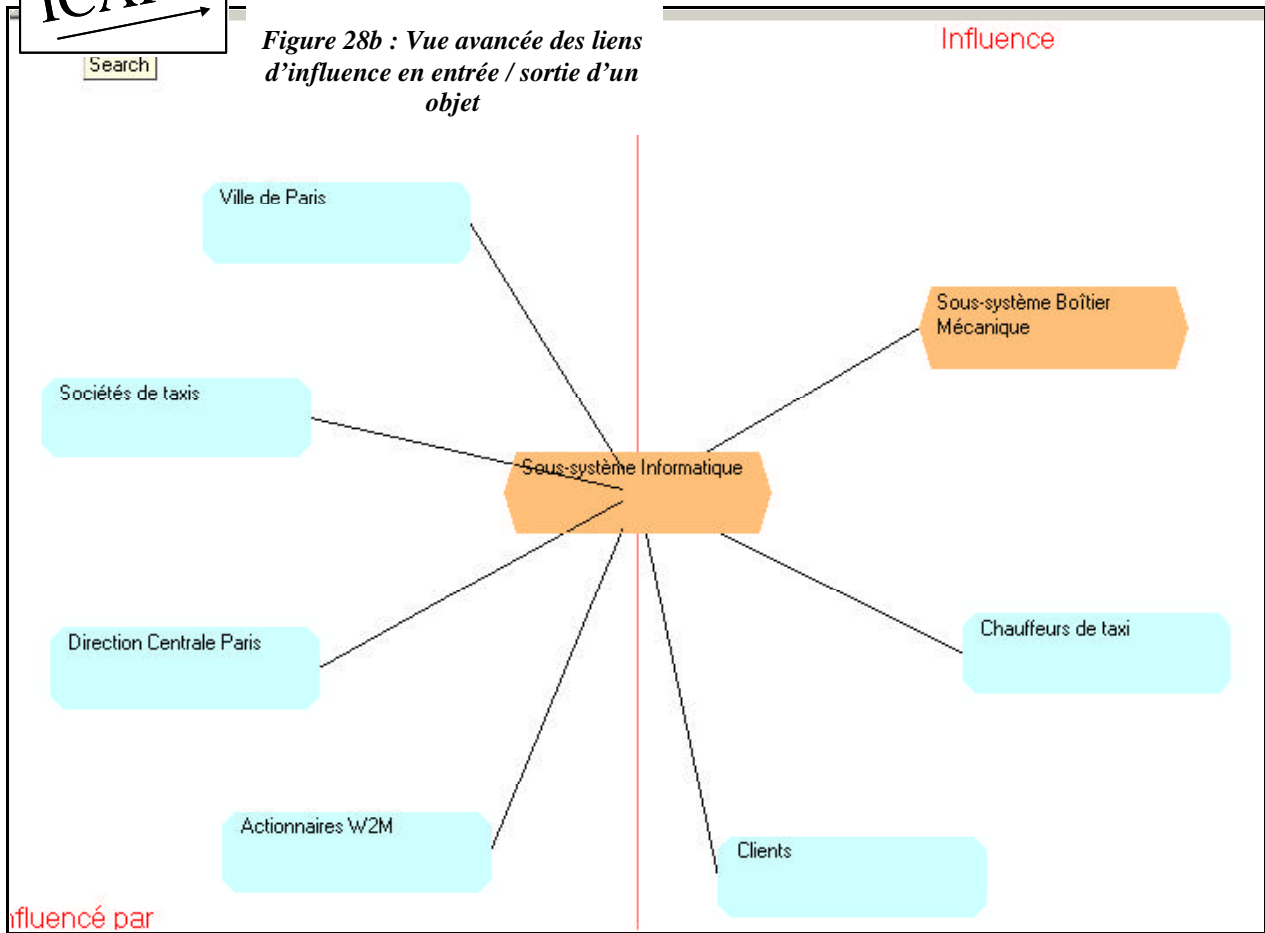 Figure 28b : Vue avancée des liens
d'influence en entrée / sortie d'un
objet
Influence
Search
Ville de Paris
Sous-système Boîtier
Mécanique
Sociétés de taxis
Sous-système Informatique
Chauffeurs de taxi
Direction Centrale Paris
Actionnaires W2M
Clients
nfluencé par